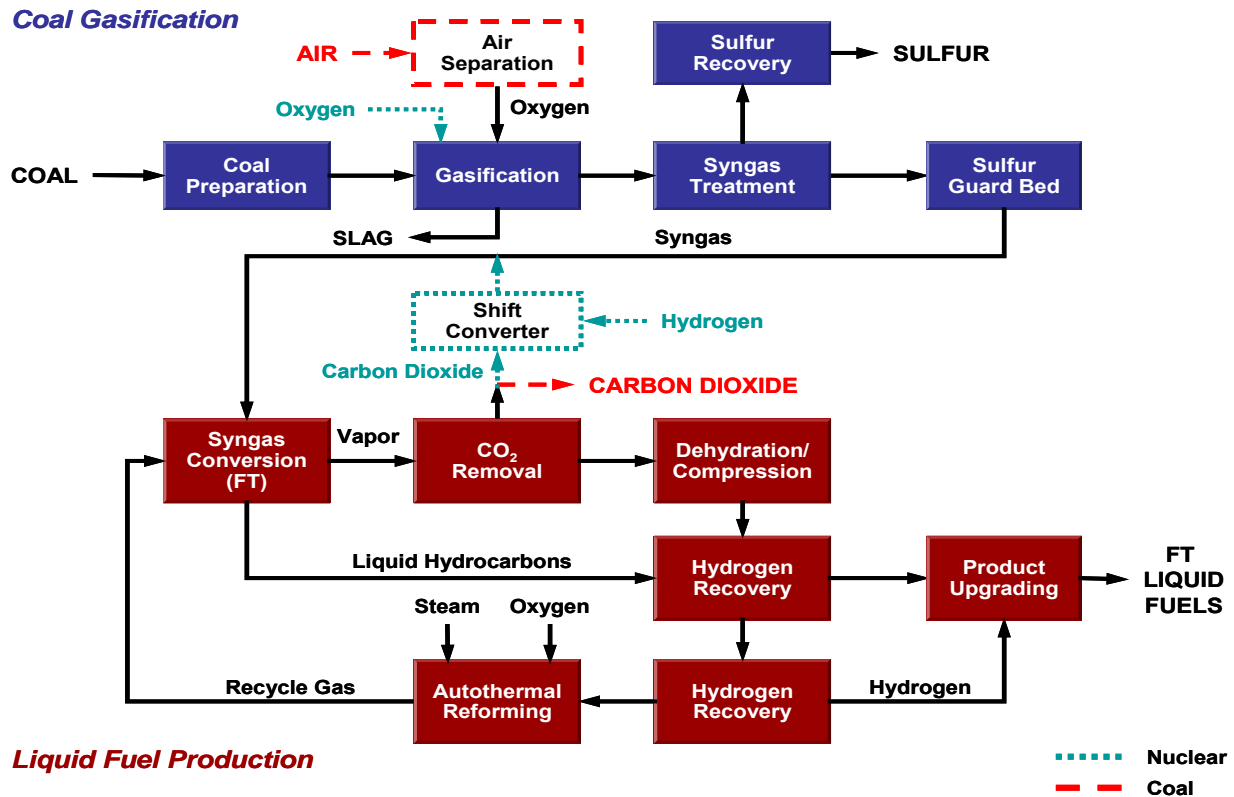 Coal Gasification
AIR
Air
Separation
Sulfur
Recovery
SULFUR
Oxygen
Oxygen
COAL
Coal
Preparation
Gasification
Syngas
Treatment
Sulfur
Guard Bed
SLAG
Syngas
Shift
Converter
Hydrogen
Carbon Dioxide
CARBON DIOXIDE
Syngas
Conversion
(FT)
Vapor
CO2
Removal
Dehydration/
Compression
Liquid Hydrocarbons
Hydrogen
Recovery
Product
Upgrading
FT
LIQUID
FUELS
Steam
Oxygen
Recycle Gas
Autothermal
Reforming
Hydrogen
Recovery
Hydrogen
Liquid Fuel Production
Nuclear
Coal